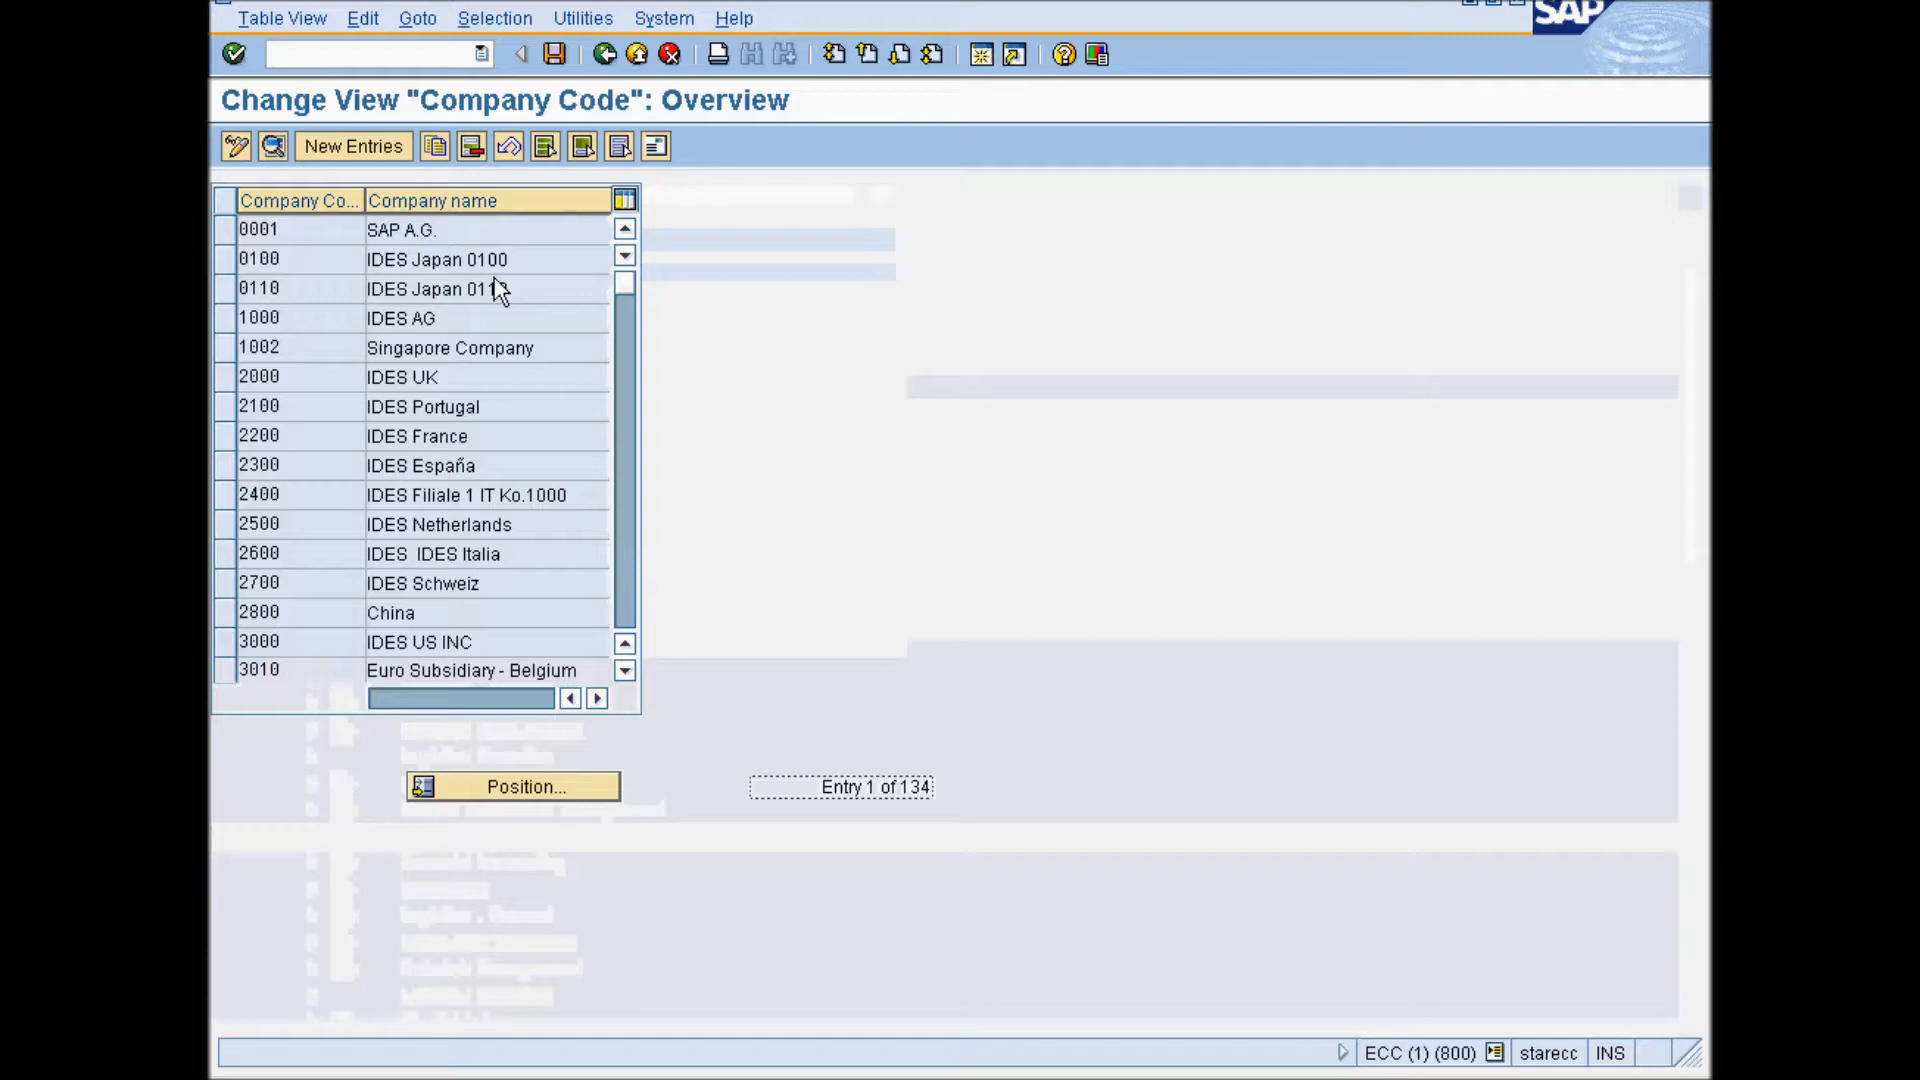 Table View Edit Goto Selection Utilities System Help
SAP
Change View "Company Code": Overview
New Entries
Company Co... Company name
0001 SAP A.G.
0100 IDES Japan 0100
0110 IDES Japan 0110
1000 IDES AG
1002 Singapore Company
2000 IDES UK
2100 IDES Portugal
2200 IDES France
2300 IDES España
2400 IDES Filiale 1 IT Ko.1000
2500 IDES Netherlands
2600 IDES IDES Italia
2700 IDES Schweiz
2800 China
3000 IDES US INC
3010 Euro Subsidiary - Belgium
Position... Entry 1 of 134
ECC (1) (800) starecc INS